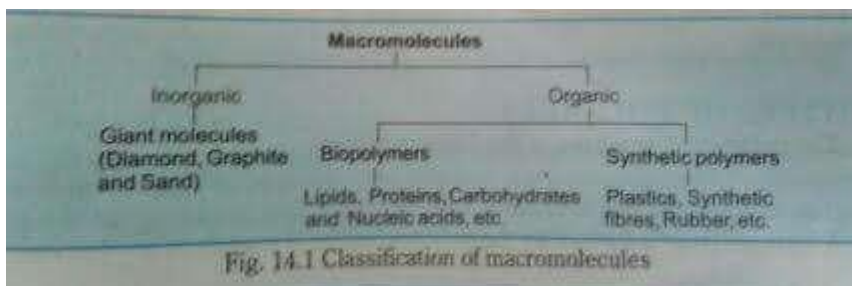 Macromolecules
Inorganic
Organic
Giant molecules
(Diamond, Graphite
and Sand)
Biopolymers
Lipids, Proteins, Carbohydrates
and Nucleic acids, etc
Synthetic polymers
Plastics, Synthetic
fibres, Rubber, etc.
Fig. 14.1 Classification of macromolecules